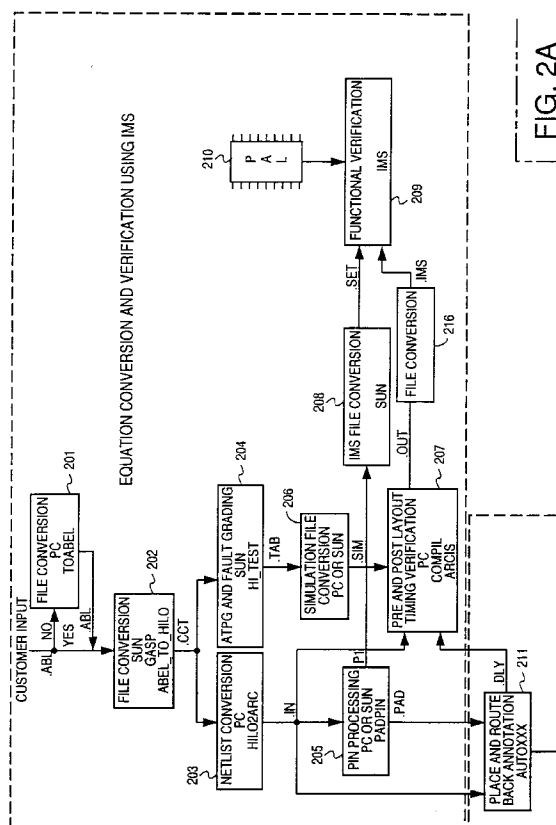 CUSTOMER INPUT
.ABL
NO
YES
FILE CONVERSION
PC
TOABEL
201
.ABL
EQUATION CONVERSION AND VERIFICATION USING IMS
FILE CONVERSION
SUN
GASP
ABEL_TO_HILO
202
.CCT
NETLIST CONVERSION
PC
HILO2ARC
203
ATPG AND FAULT GRADING
SUN
HI_TEST
204
.IN
.TAB
PIN PROCESSING
PC OR SUN
PADPIN
205
SIMULATION FILE
CONVERSION
PC OR SUN
206
P1
.SIM
.PAD
IMS FILE CONVERSION
SUN
208
.SET
P A L
210
FUNCTIONAL VERIFICATION
IMS
209
PRE AND POST LAYOUT
TIMING VERIFICATION
PC
COMPIL
ARCIS
207
.OUT
FILE CONVERSION
216
.IMS
.DLY
PLACE AND ROUTE
BACK ANNOTATION
AUTOXXX
211
FIG. 2A